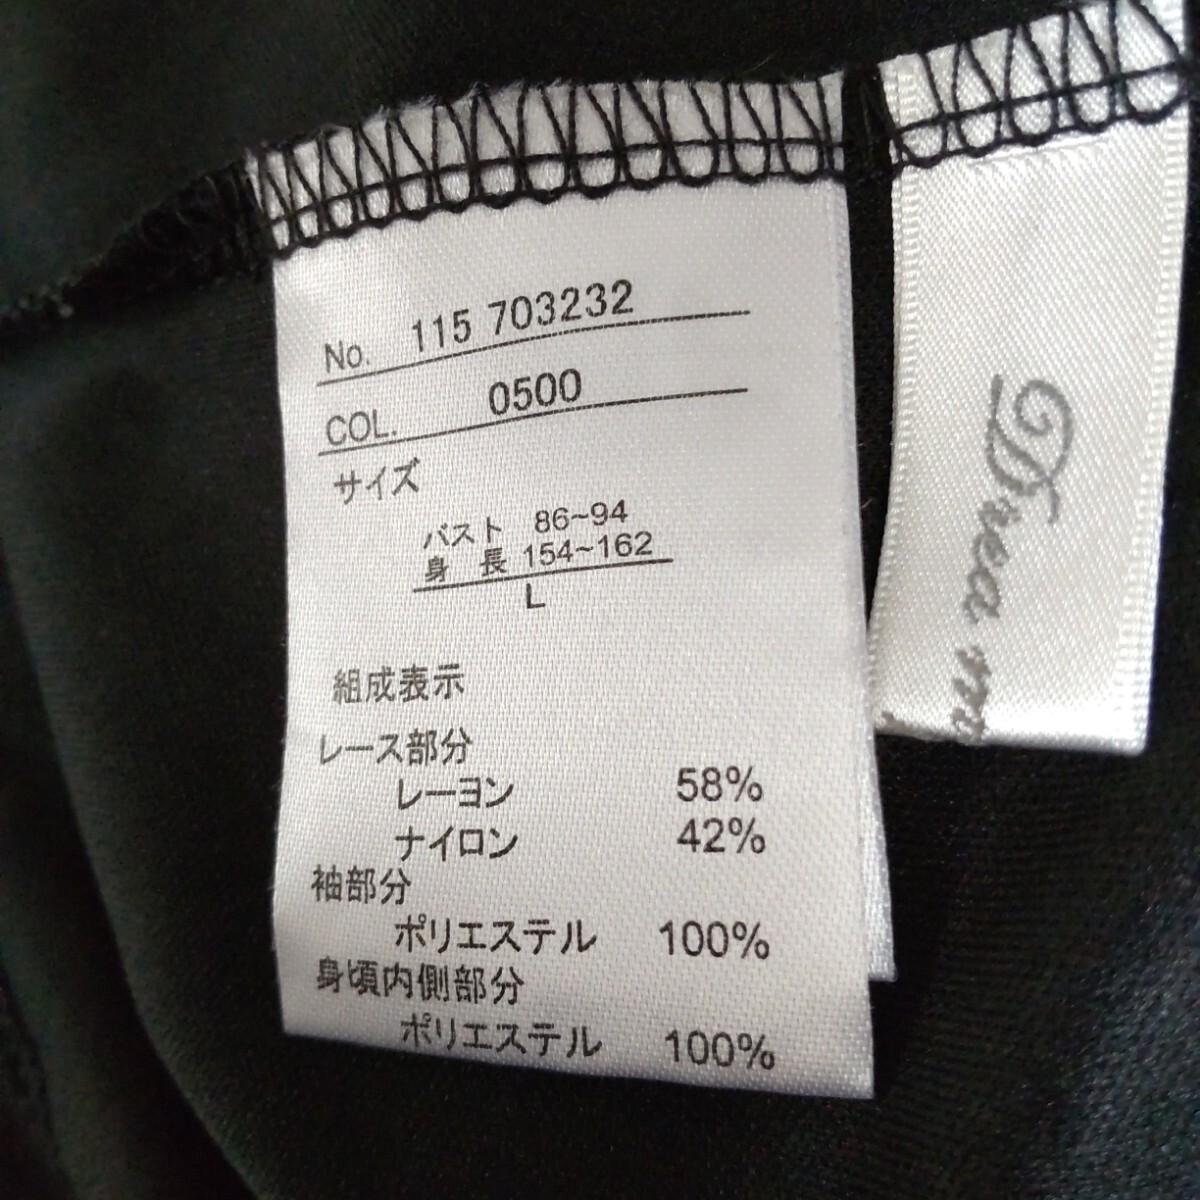 No. 115 703232
COL. 0500
サイズ
バスト 86~94
身 長 154~162
L
組成表示
レース部分
レーヨン 58%
ナイロン 42%
袖部分
ポリエステル 100%
身頃内側部分
ポリエステル 100%
Drea